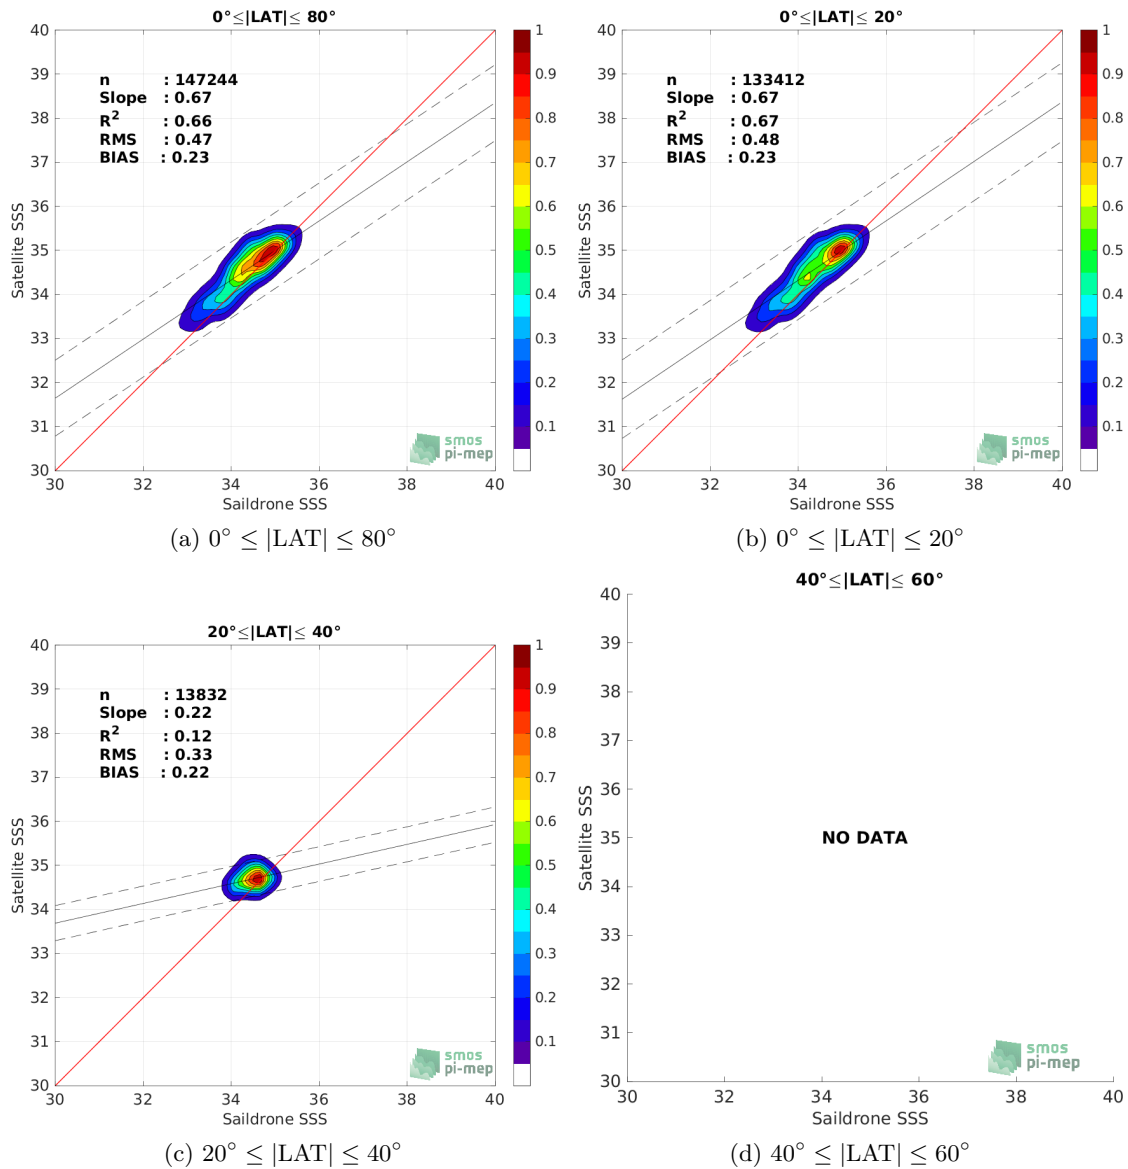 0°≤|LAT|≤ 80°
40
39
38
37
36
35
34
33
32
31
30
Satellite SSS
n : 147244
Slope : 0.67
R² : 0.66
RMS : 0.47
BIAS : 0.23
smos
pi-mep
30 32 34 36 38 40
Saildrone SSS
1
0.9
0.8
0.7
0.6
0.5
0.4
0.3
0.2
0.1
(a) 0° ≤ |LAT| ≤ 80°
0°≤|LAT|≤ 20°
40
39
38
37
36
35
34
33
32
31
30
Satellite SSS
n : 133412
Slope : 0.67
R² : 0.67
RMS : 0.48
BIAS : 0.23
smos
pi-mep
30 32 34 36 38 40
Saildrone SSS
1
0.9
0.8
0.7
0.6
0.5
0.4
0.3
0.2
0.1
(b) 0° ≤ |LAT| ≤ 20°
20°≤|LAT|≤ 40°
40
39
38
37
36
35
34
33
32
31
30
Satellite SSS
n : 13832
Slope : 0.22
R² : 0.12
RMS : 0.33
BIAS : 0.22
smos
pi-mep
30 32 34 36 38 40
Saildrone SSS
1
0.9
0.8
0.7
0.6
0.5
0.4
0.3
0.2
0.1
(c) 20° ≤ |LAT| ≤ 40°
40°≤|LAT|≤ 60°
40
39
38
37
36
35
34
33
32
31
30
Satellite SSS
NO DATA
smos
pi-mep
30 32 34 36 38 40
Saildrone SSS
(d) 40° ≤ |LAT| ≤ 60°